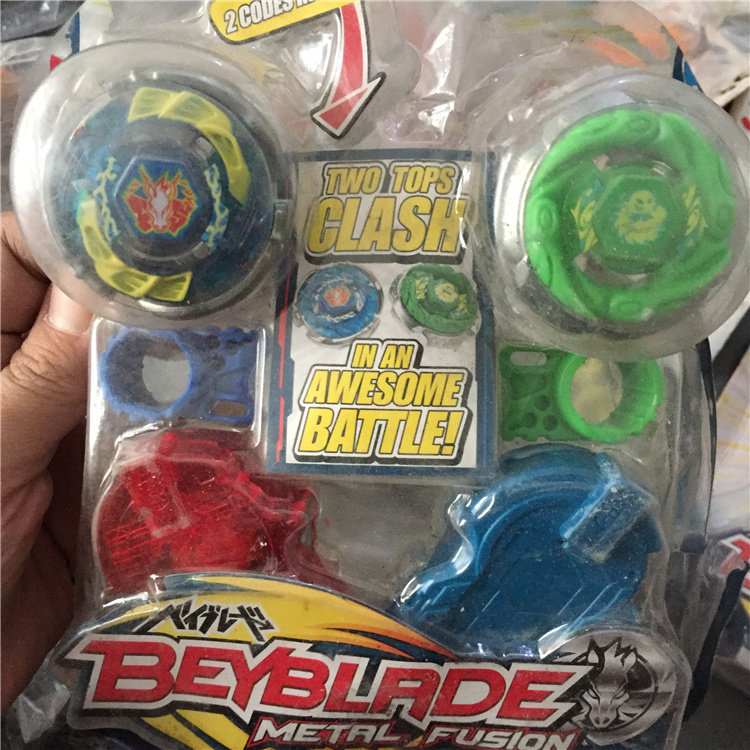 2 CODES
TWO TOPS
CLASH
IN AN
AWESOME
BATTLE!
ベイブレード
BEYBLADE
METAL FUSION